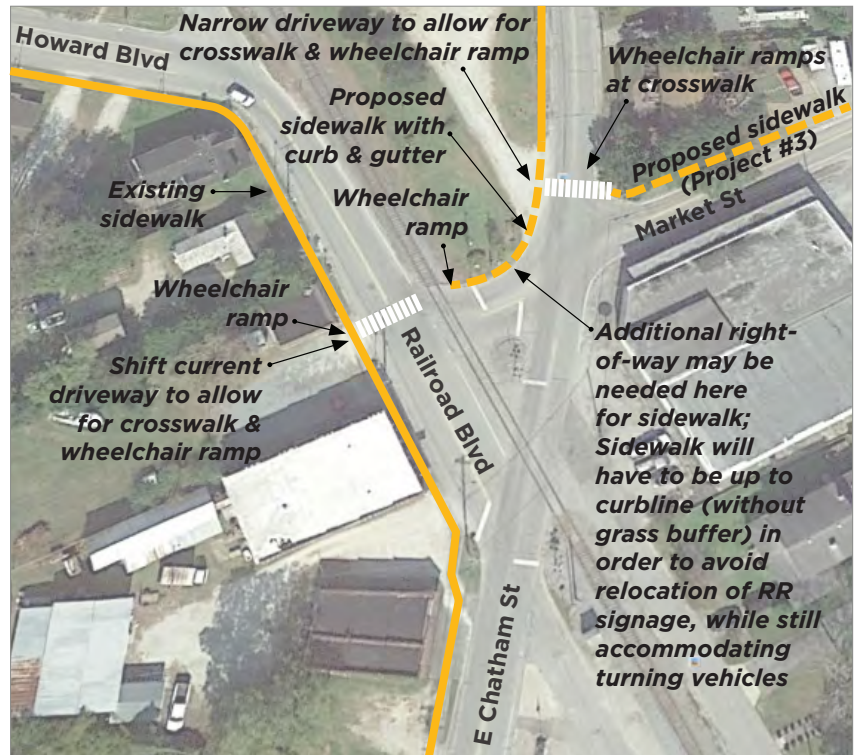 Howard Blvd
Narrow driveway to allow for
crosswalk & wheelchair ramp
Wheelchair ramps
at crosswalk
Proposed
sidewalk with
curb & gutter
Proposed sidewalk
(Project #3)
Market St
Existing
sidewalk
Wheelchair
ramp
Wheelchair
ramp
Shift current
driveway to allow
for crosswalk &
wheelchair ramp
Railroad Blvd
Additional right-
of-way may be
needed here
for sidewalk;
Sidewalk will
have to be up to
curbline (without
grass buffer) in
order to avoid
relocation of RR
signage, while still
accommodating
turning vehicles
E Chatham St